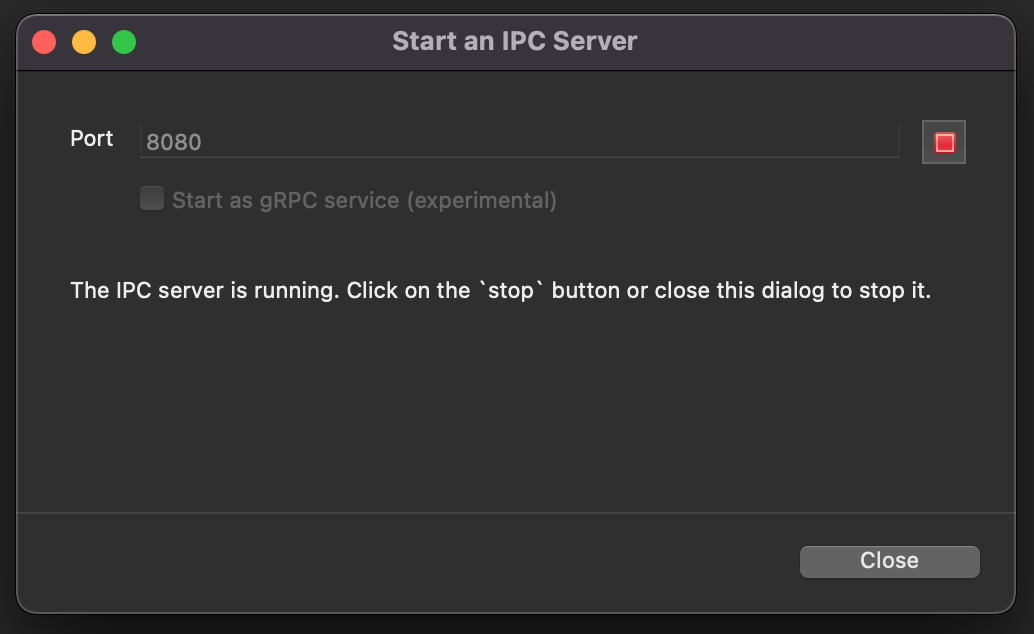 Start an IPC Server
Port 8080
Start as gRPC service (experimental)
The IPC server is running. Click on the `stop` button or close this dialog to stop it.
Close